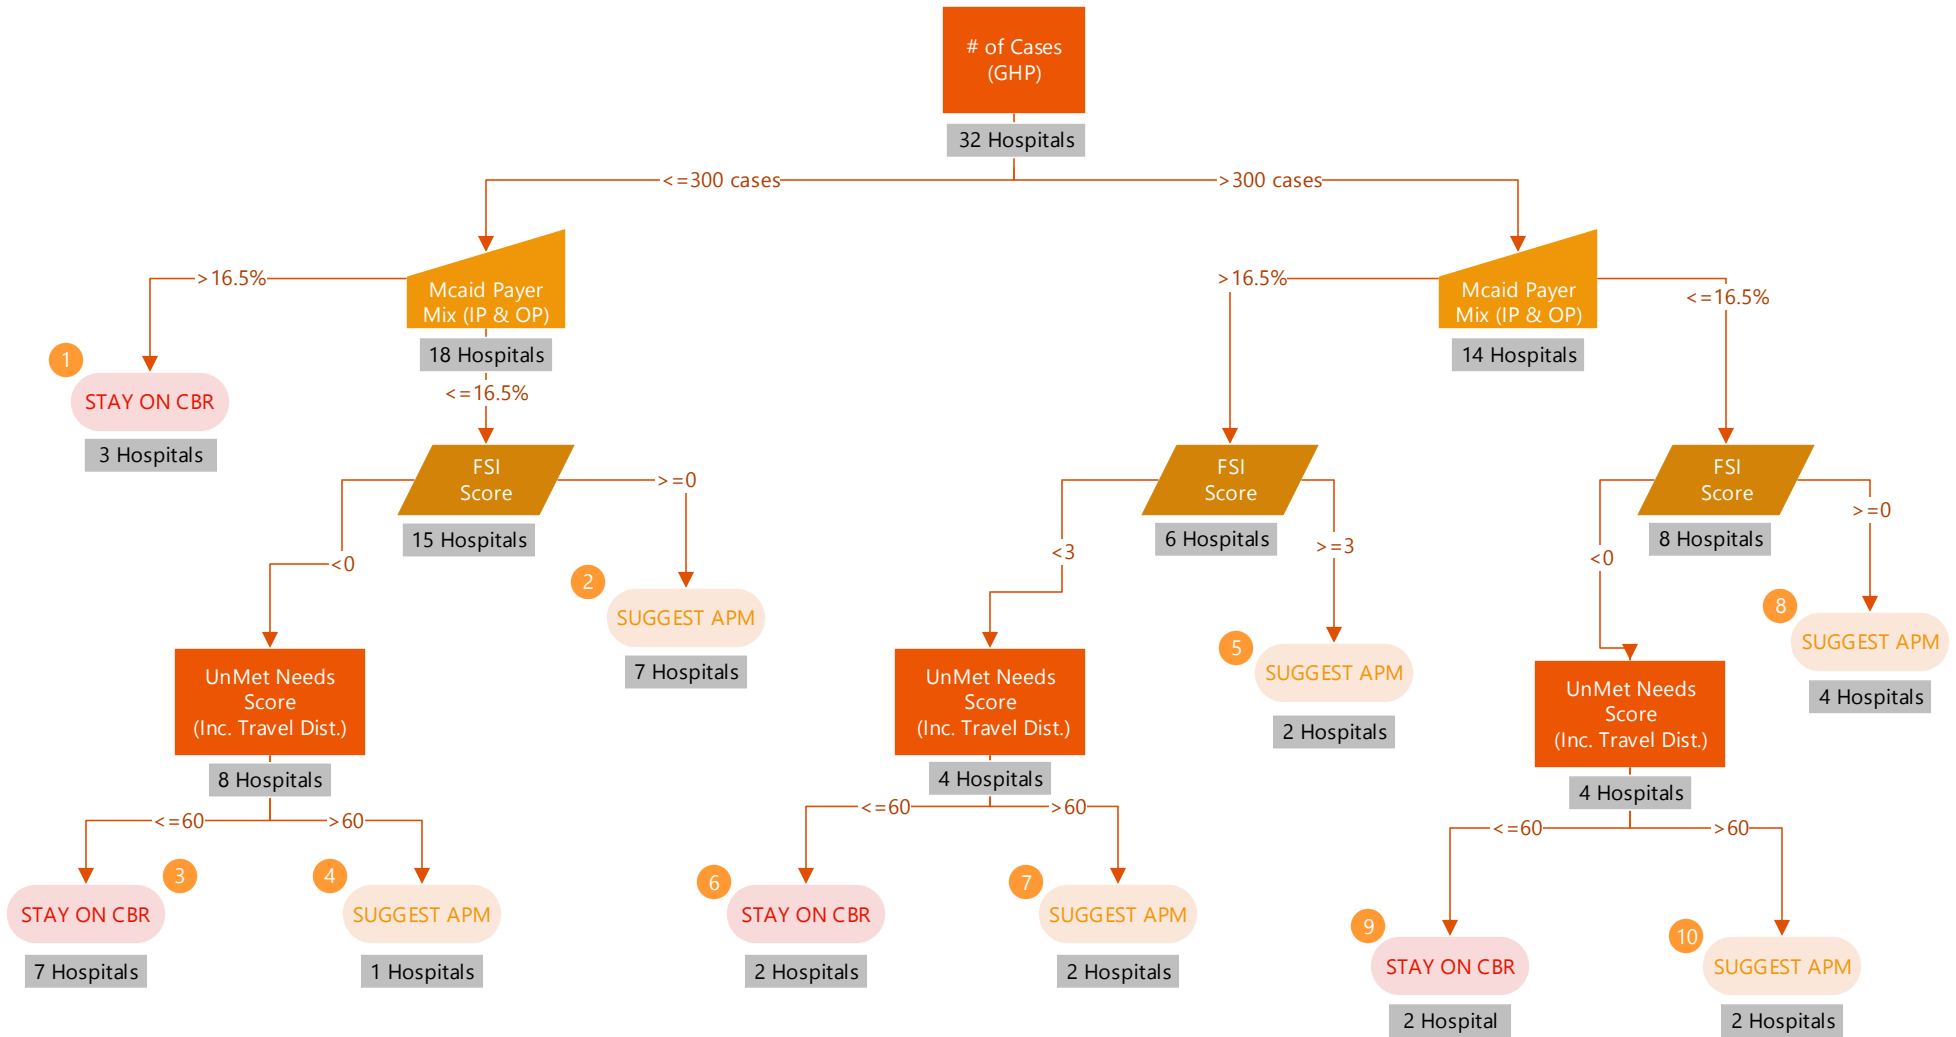 # of Cases
(GHP)
32 Hospitals
<=300 cases
>300 cases
>16.5%
Mcaid Payer
Mix (IP & OP)
18 Hospitals
<=16.5%
1
STAY ON CBR
3 Hospitals
FSI
Score
15 Hospitals
<0
>=0
2
SUGGEST APM
7 Hospitals
UnMet Needs
Score
(Inc. Travel Dist.)
8 Hospitals
<=60
>60
3
STAY ON CBR
7 Hospitals
4
SUGGEST APM
1 Hospitals
>16.5%
Mcaid Payer
Mix (IP & OP)
14 Hospitals
<=16.5%
FSI
Score
6 Hospitals
<3
>=3
5
SUGGEST APM
2 Hospitals
UnMet Needs
Score
(Inc. Travel Dist.)
4 Hospitals
<=60
>60
6
STAY ON CBR
2 Hospitals
7
SUGGEST APM
2 Hospitals
FSI
Score
8 Hospitals
<0
>=0
8
SUGGEST APM
4 Hospitals
UnMet Needs
Score
(Inc. Travel Dist.)
4 Hospitals
<=60
>60
9
STAY ON CBR
2 Hospital
10
SUGGEST APM
2 Hospitals